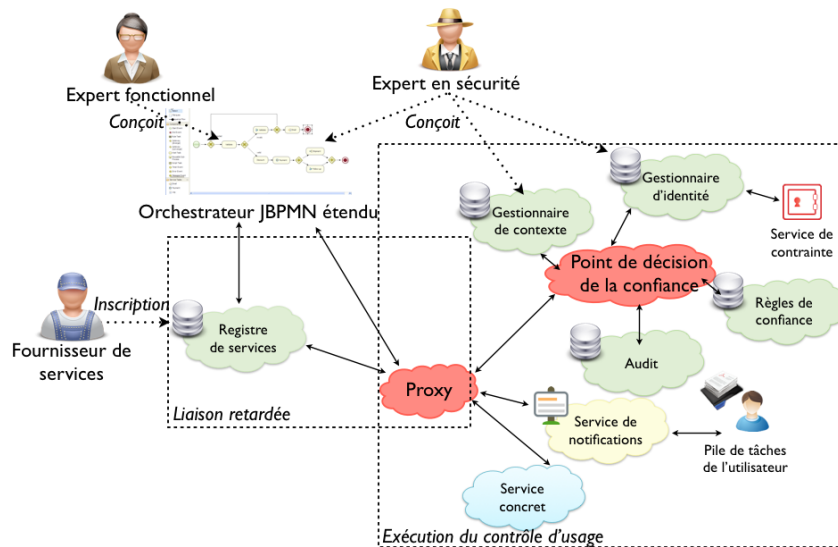 Expert fonctionnel
Expert en sécurité
Conçoit
Conçoit
Orchestrateur JBPMN étendu
Gestionnaire
d'identité
Gestionnaire
de contexte
Service de
contrainte
Point de décision
de la confiance
Inscription
Règles de
confiance
Registre
de services
Fournisseur de
services
Audit
Proxy
Liaison retardée
Service de
notifications
Pile de tâches
de l'utilisateur
Service
concret
Exécution du contrôle d'usage